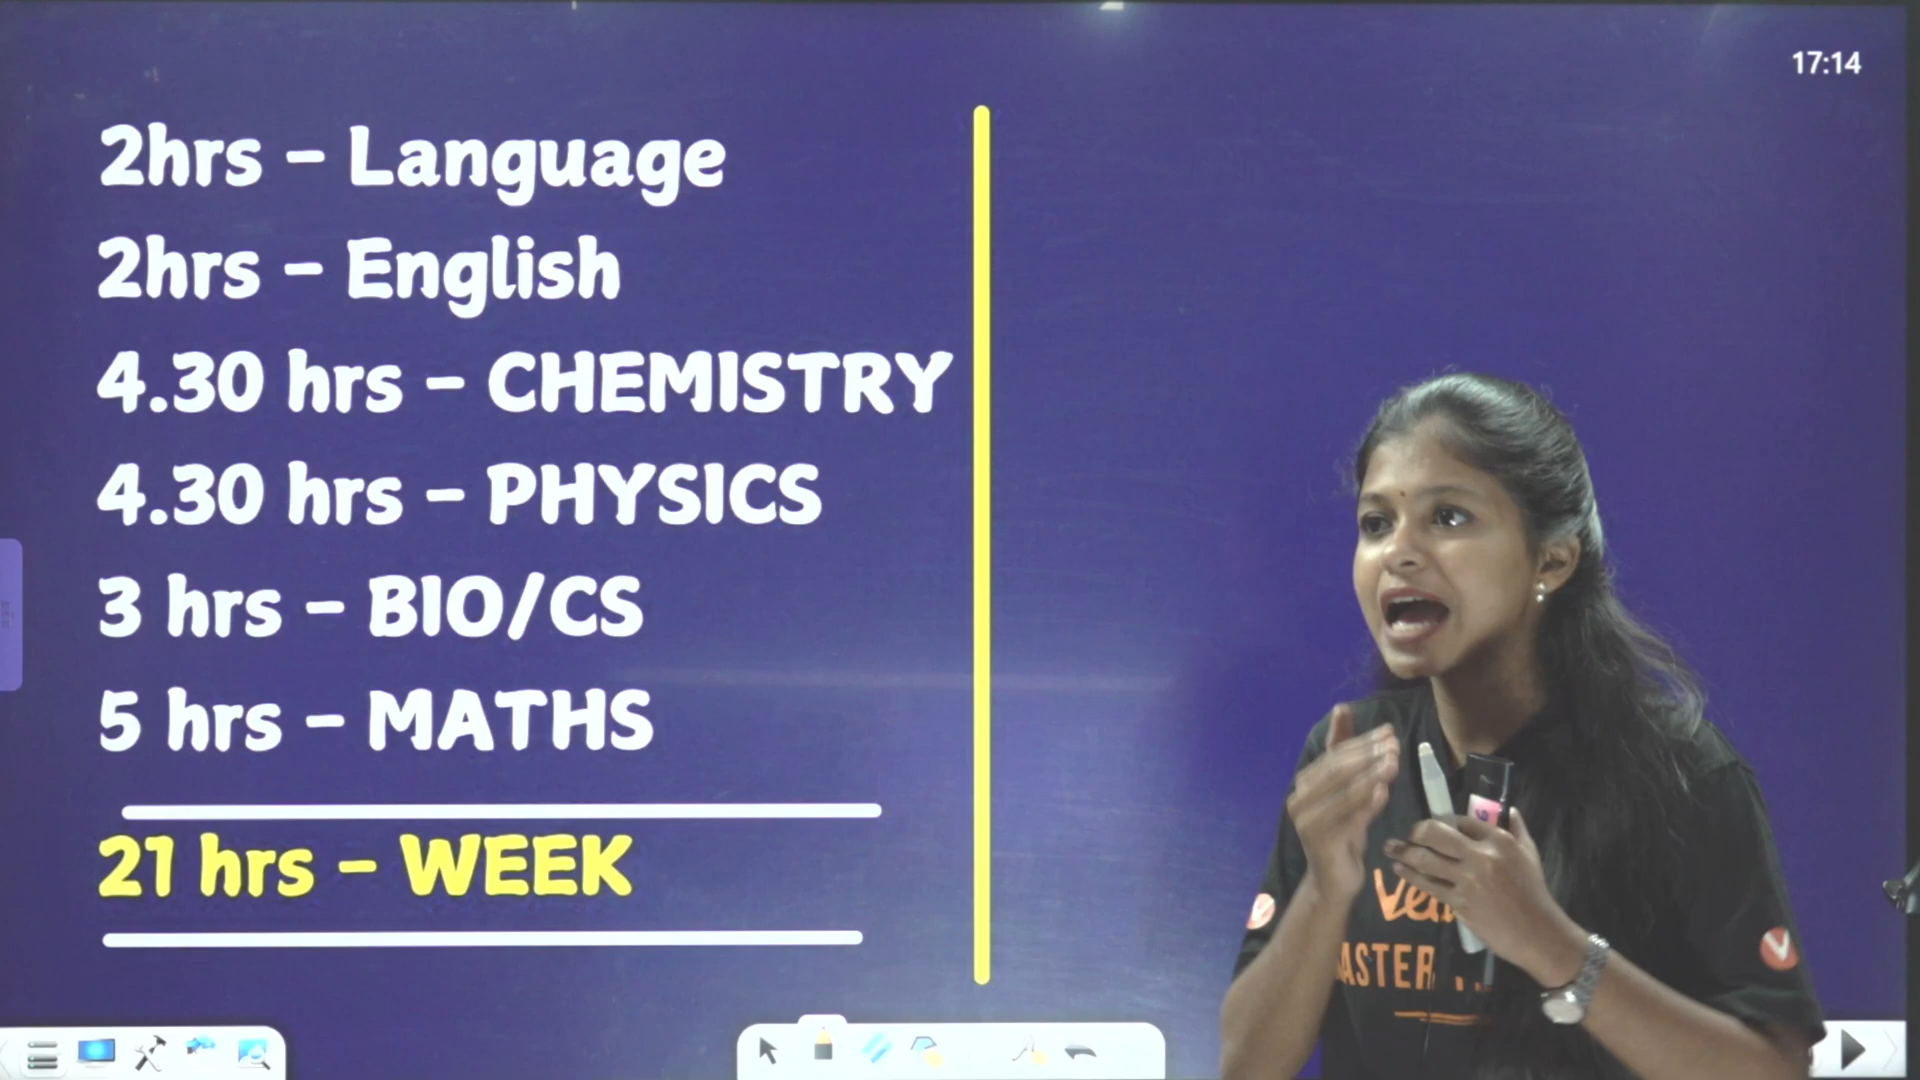 17:14
2hrs – Language
2hrs – English
4.30 hrs – CHEMISTRY
4.30 hrs – PHYSICS
3 hrs – BIO/CS
5 hrs – MATHS
21 hrs – WEEK